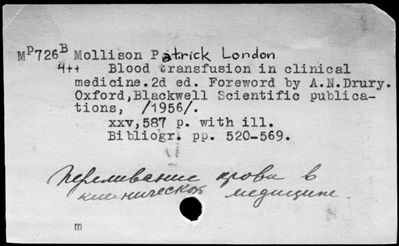 Mp726B Mollison Patrick London
4++ Blood transfusion in clinical
medicine.2d ed. Foreword by A.N.Drury.
Oxford,Blackwell Scientific publica-
tions, /1956/.
xxv,587 p. with ill.
Bibliogr. pp. 520-569.
Переливание крови в
клинической медицине.
m